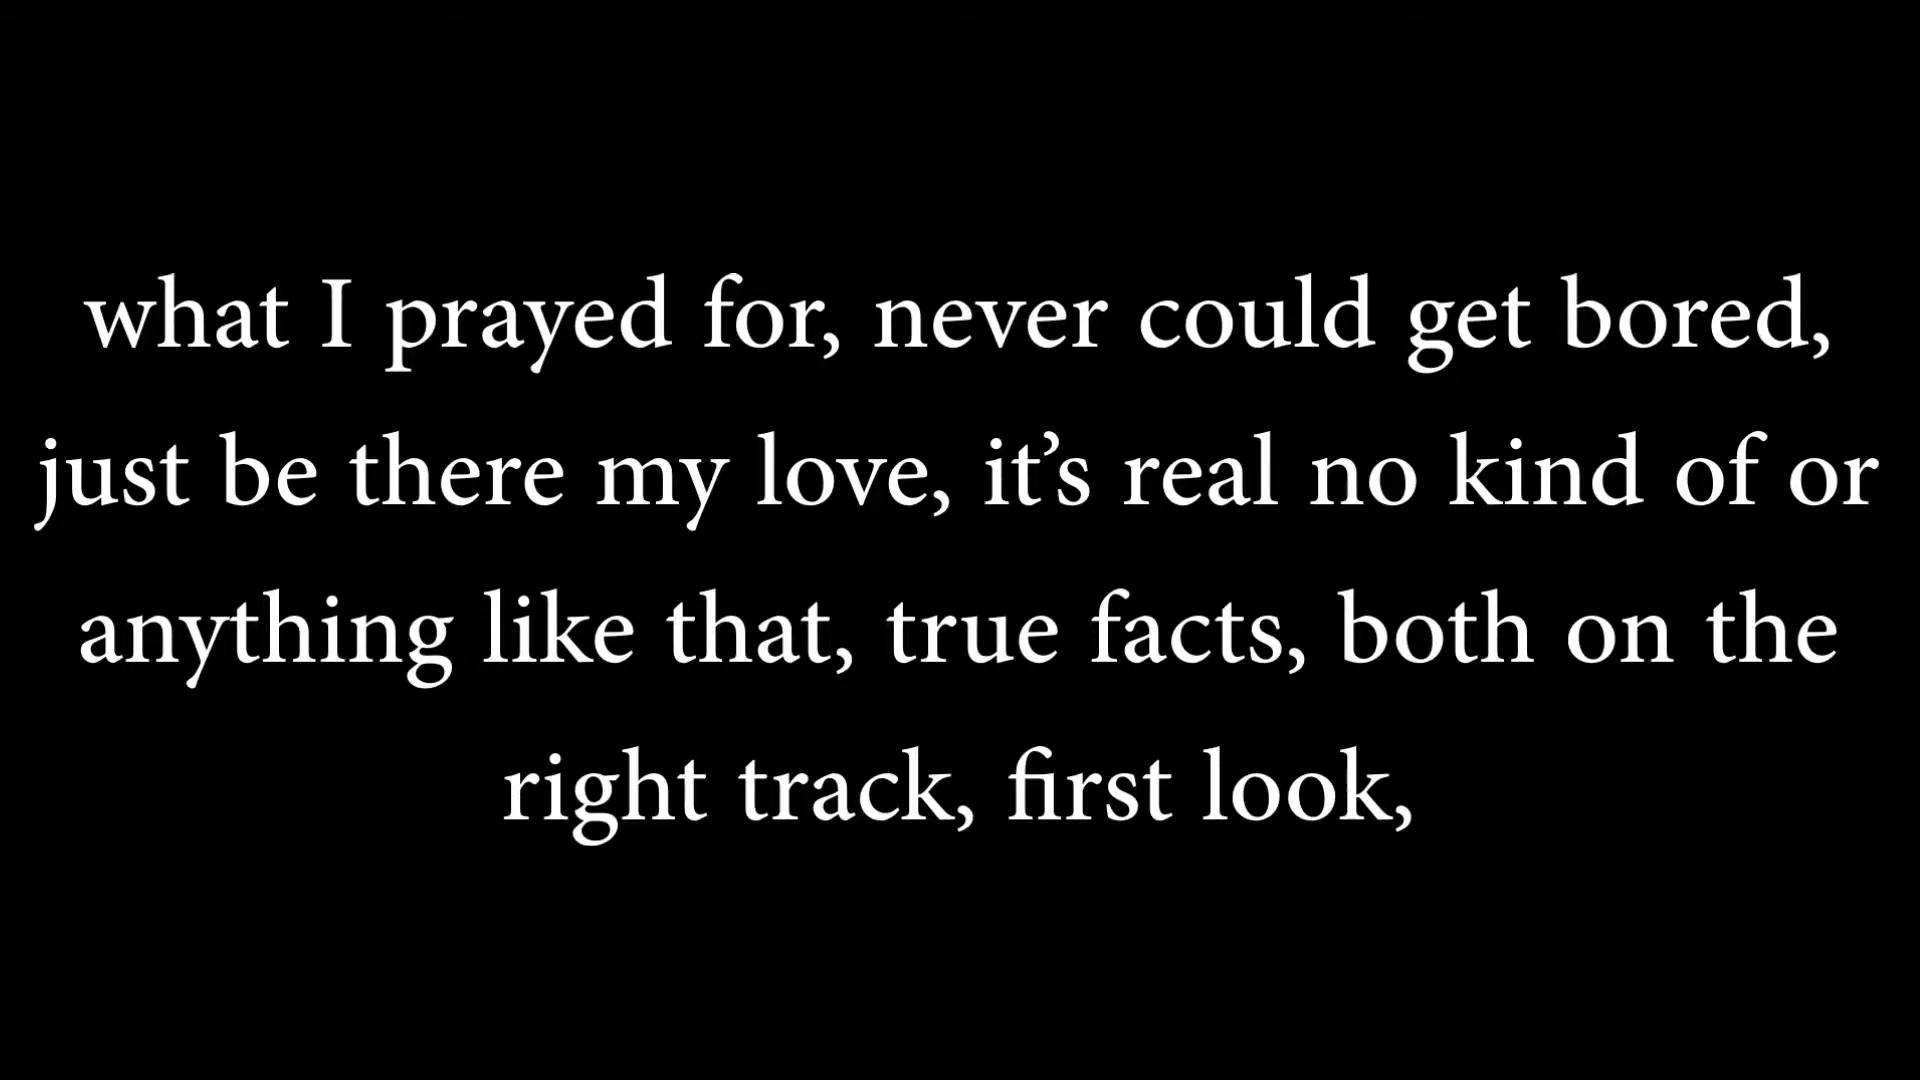 what I prayed for, never could get bored,
just be there my love, it’s real no kind of or
anything like that, true facts, both on the
right track, first look,